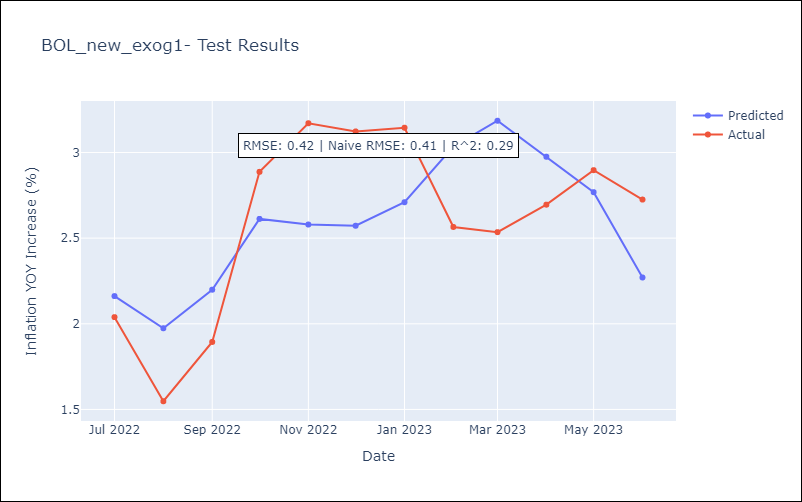 BOL_new_exog1- Test Results
Predicted
Actual
RMSE: 0.42 | Naive RMSE: 0.41 | R^2: 0.29
3
2.5
2
1.5
Inflation YOY Increase (%)
Jul 2022
Sep 2022
Nov 2022
Jan 2023
Mar 2023
May 2023
Date